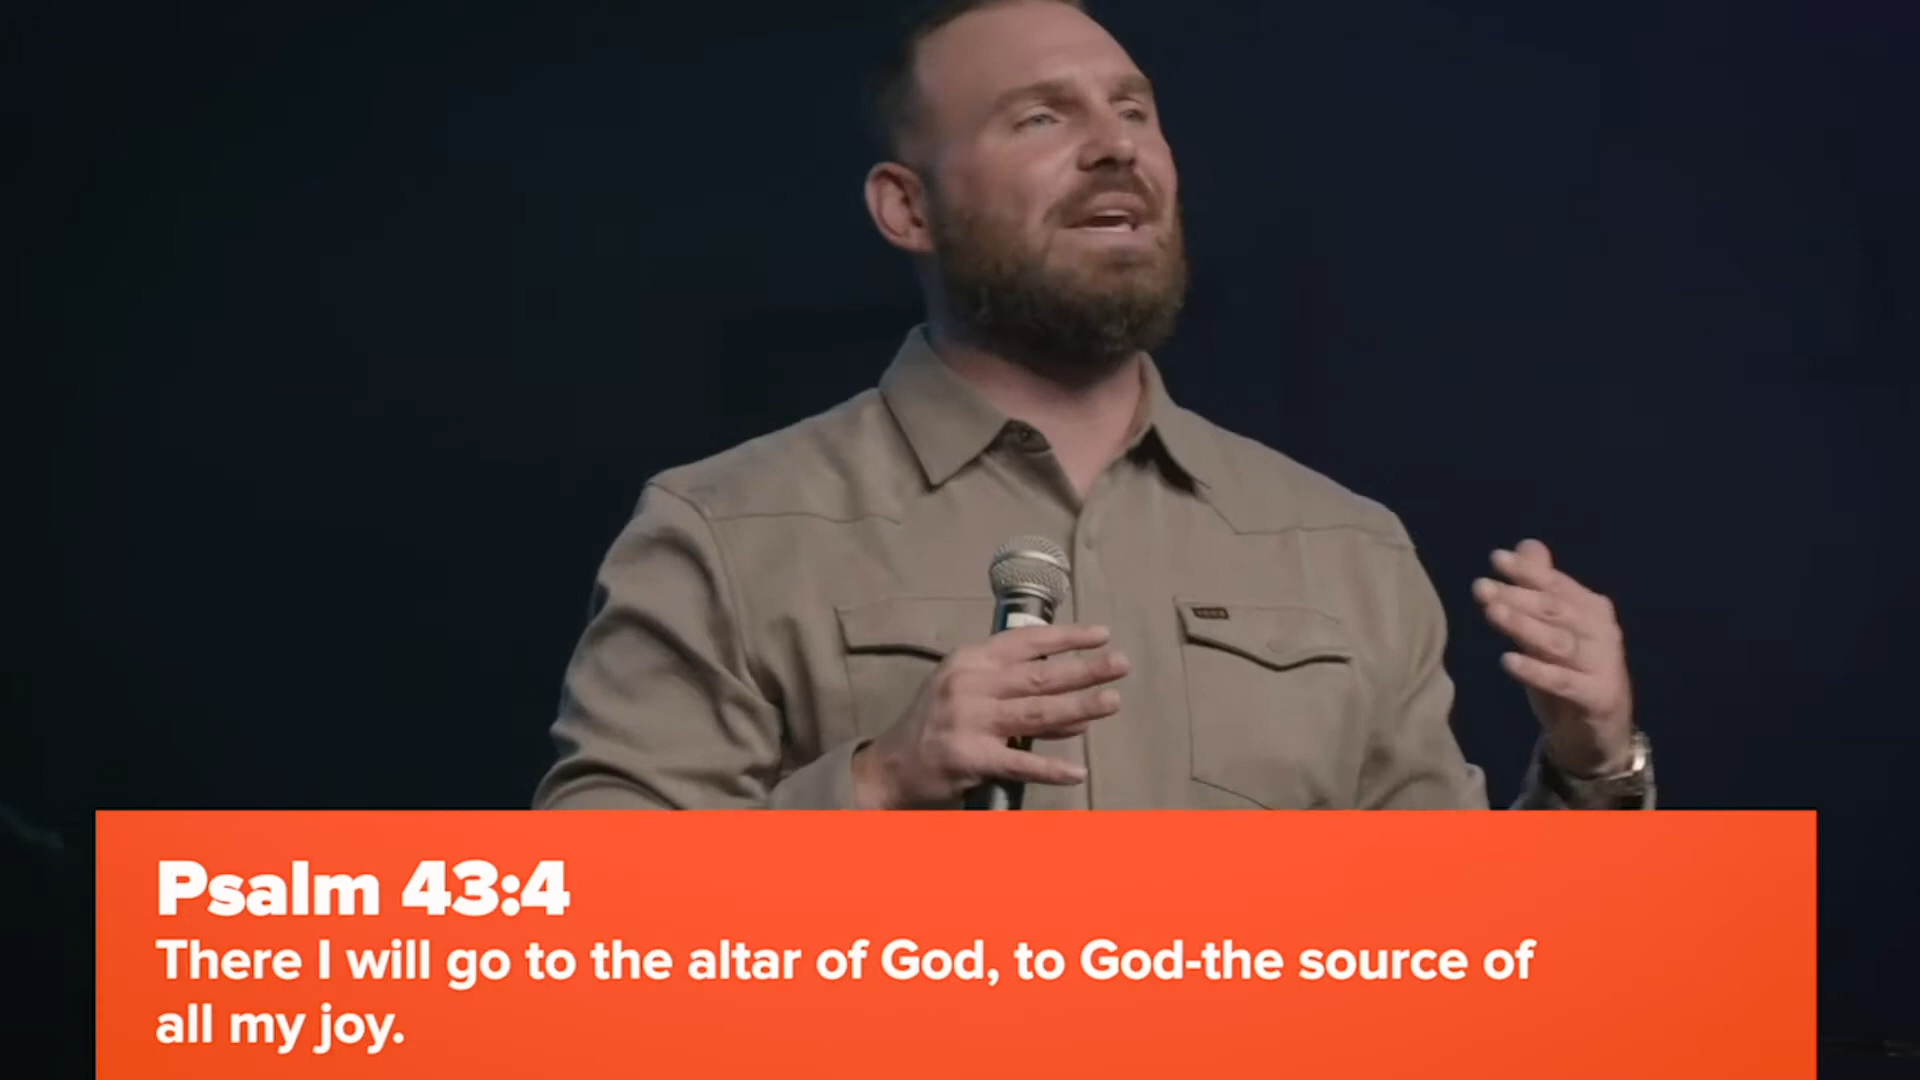 Psalm 43:4
There I will go to the altar of God, to God-the source of
all my joy.